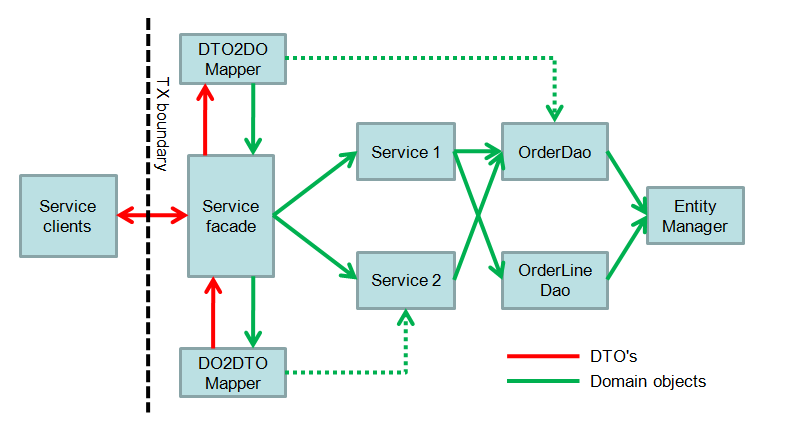 DTO2DO
Mapper
TX boundary
Service
clients
Service
facade
Service 1
OrderDao
Entity
Manager
Service 2
OrderLine
Dao
DO2DTO
Mapper
DTO's
Domain objects